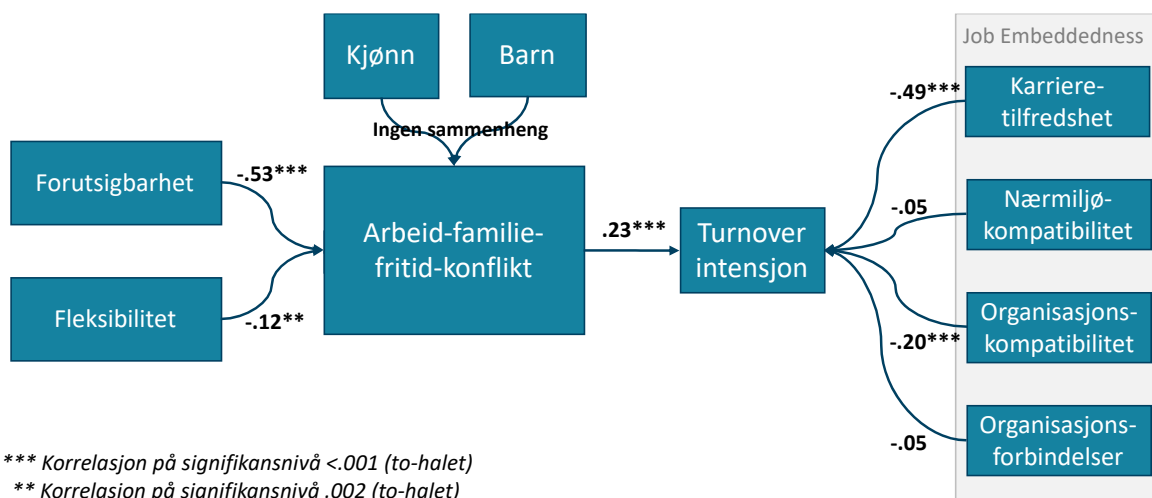 Kjønn
Barn
Ingen sammenheng
Forutsigbarhet
-.53***
Fleksibilitet
-.12**
Arbeid-familie-
fritid-konflikt
.23***
Turnover
intensjon
Job Embeddedness
-.49***
Karriere-
tilfredshet
-.05
Nærmiljø-
kompatibilitet
-.20***
Organisasjons-
kompatibilitet
-.05
Organisasjons-
forbindelser
*** Korrelasjon på signifikansnivå <.001 (to-halet)
** Korrelasjon på signifikansnivå .002 (to-halet)